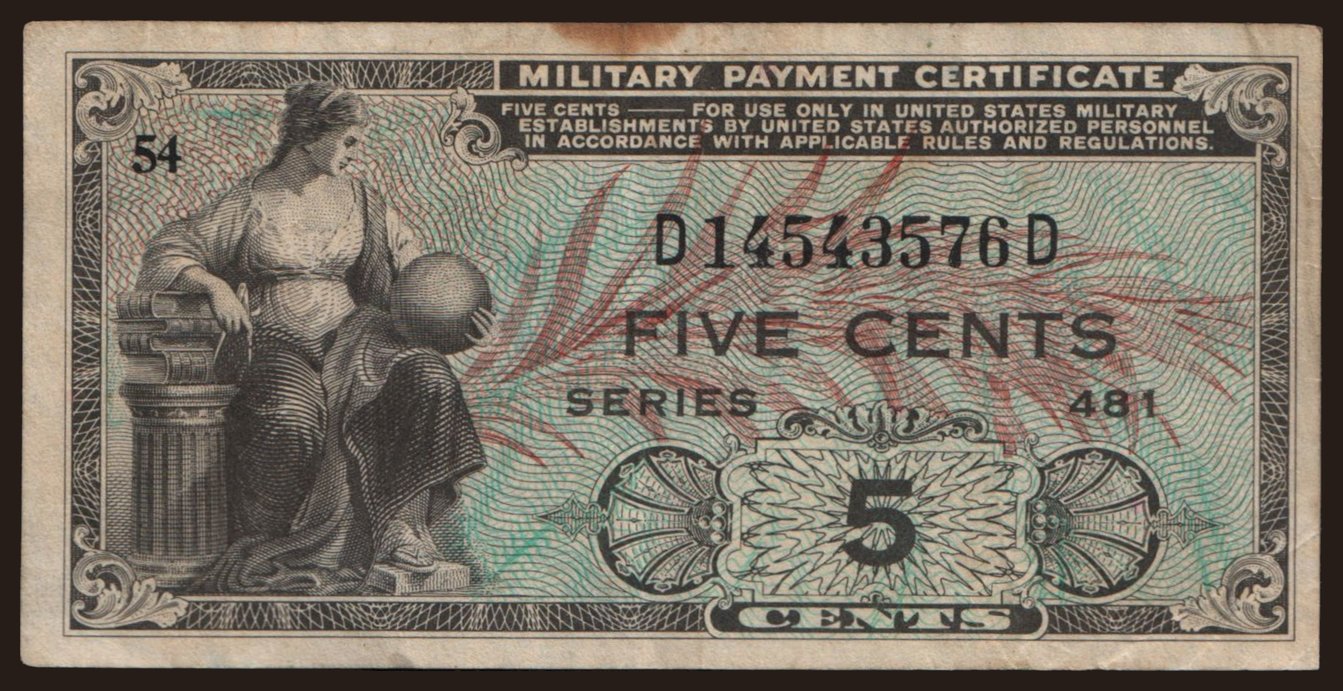 MILITARY PAYMENT CERTIFICATE
FIVE CENTS —— FOR USE ONLY IN UNITED STATES MILITARY
ESTABLISHMENTS BY UNITED STATES AUTHORIZED PERSONNEL
IN ACCORDANCE WITH APPLICABLE RULES AND REGULATIONS.
54
D14543576D
FIVE CENTS
SERIES 481
5
CENTS